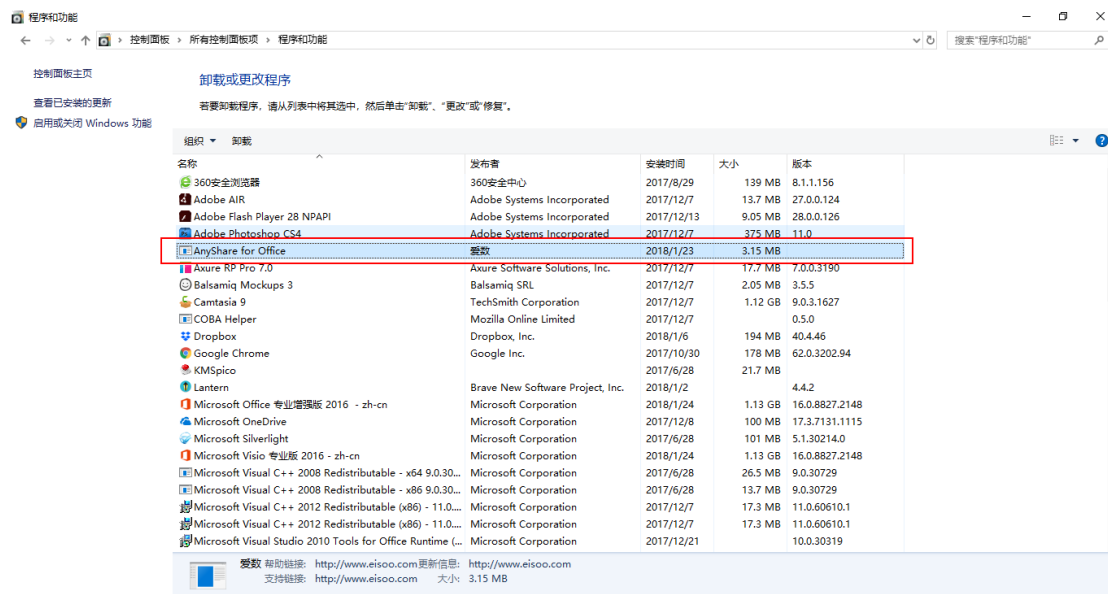 程序和功能
控制面板 › 所有控制面板项 › 程序和功能
搜索"程序和功能"
控制面板主页
查看已安装的更新
启用或关闭 Windows 功能
卸载或更改程序
若要卸载程序，请从列表中将其选中，然后单击"卸载"、"更改"或"修复"。
组织 卸载
名称 发布者 安装时间 大小 版本
360安全浏览器 360安全中心 2017/8/29 139 MB 8.1.1.156
Adobe AIR Adobe Systems Incorporated 2017/12/7 13.7 MB 27.0.0.124
Adobe Flash Player 28 NPAPI Adobe Systems Incorporated 2017/12/13 9.05 MB 28.0.0.126
Adobe Photoshop CS4 Adobe Systems Incorporated 2017/12/7 375 MB 11.0
AnyShare for Office 爱数 2018/1/23 3.15 MB
Axure RP Pro 7.0 Axure Software Solutions, Inc. 2017/12/7 17.7 MB 7.0.0.3190
Balsamiq Mockups 3 Balsamiq SRL 2017/12/7 2.05 MB 3.5.5
Camtasia 9 TechSmith Corporation 2017/12/7 1.12 GB 9.0.3.1627
COBA Helper Mozilla Online Limited 2017/12/7 0.5.0
Dropbox Dropbox, Inc. 2018/1/6 194 MB 40.4.46
Google Chrome Google Inc. 2017/10/30 178 MB 62.0.3202.94
KMSpico 2017/6/28 21.7 MB
Lantern Brave New Software Project, Inc. 2018/1/2 4.4.2
Microsoft Office 专业增强版 2016 - zh-cn Microsoft Corporation 2018/1/24 1.13 GB 16.0.8827.2148
Microsoft OneDrive Microsoft Corporation 2017/12/8 100 MB 17.3.7131.1115
Microsoft Silverlight Microsoft Corporation 2017/6/28 101 MB 5.1.30214.0
Microsoft Visio 专业版 2016 - zh-cn Microsoft Corporation 2018/1/24 1.13 GB 16.0.8827.2148
Microsoft Visual C++ 2008 Redistributable - x64 9.0.30... Microsoft Corporation 2017/6/28 26.5 MB 9.0.30729
Microsoft Visual C++ 2008 Redistributable - x86 9.0.30... Microsoft Corporation 2017/6/28 13.7 MB 9.0.30729
Microsoft Visual C++ 2012 Redistributable (x86) - 11.0.... Microsoft Corporation 2017/12/7 17.3 MB 11.0.60610.1
Microsoft Visual C++ 2012 Redistributable (x86) - 11.0.... Microsoft Corporation 2017/12/7 17.3 MB 11.0.60610.1
Microsoft Visual Studio 2010 Tools for Office Runtime (... Microsoft Corporation 2017/12/21 10.0.30319
爱数 帮助链接: http://www.eisoo.com 更新信息: http://www.eisoo.com
支持链接: http://www.eisoo.com 大小: 3.15 MB